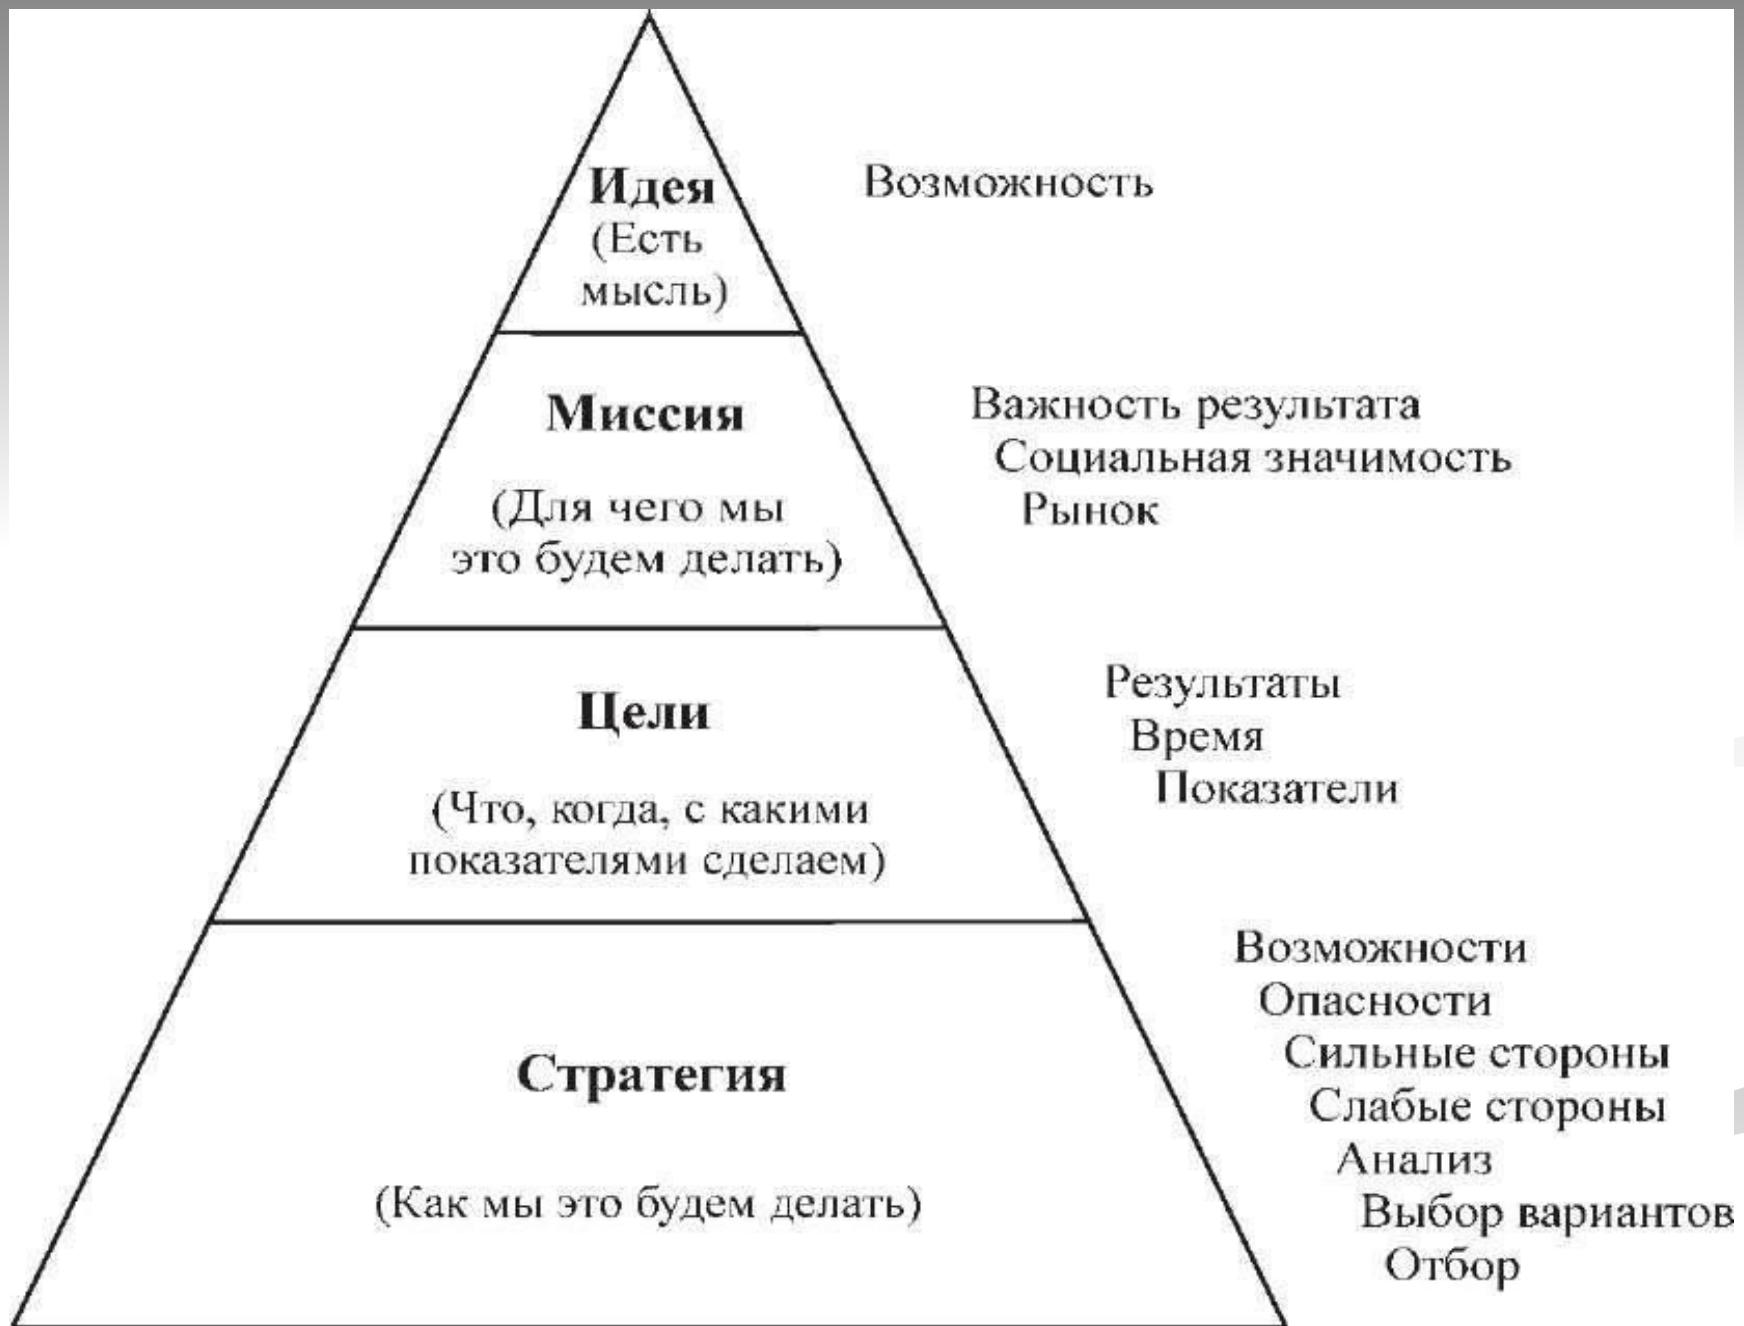 Идея
(Есть
мысль)
Возможность
Миссия
(Для чего мы
это будем делать)
Важность результата
Социальная значимость
Рынок
Цели
(Что, когда, с какими
показателями сделаем)
Результаты
Время
Показатели
Стратегия
(Как мы это будем делать)
Возможности
Опасности
Сильные стороны
Слабые стороны
Анализ
Выбор вариантов
Отбор